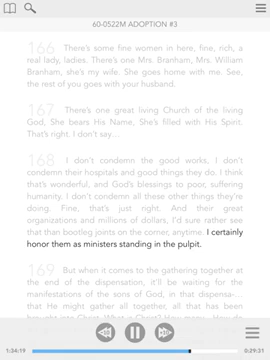 60-0522M ADOPTION #3
166 There's some fine women in here, fine, rich, a
real lady, ladies. There's one Mrs. Branham, Mrs. William
Branham, she's my wife. She goes home with me. See,
the rest of you goes with your husband.
167 There's one great living Church of the living
God, She bears His Name, She's filled with His Spirit.
That's right. I don't say…
168 I don't condemn the good works, I don't
condemn their hospitals and good things they do. I think
that's wonderful, and God's blessings to poor, suffering
humanity. I don't condemn all these other things they're
doing. Fine, that's just right. And their great
organizations and millions of dollars, I'd sure rather see
that than bootleg joints on the corner, anytime. I certainly
honor them as ministers standing in the pulpit.
169 But when it comes to the gathering together at
the end of the dispensation, it'll be waiting for the
manifestations of the sons of God, in that dispensa-…
that He might gather all together, all that has been
1:34:19
0:29:31